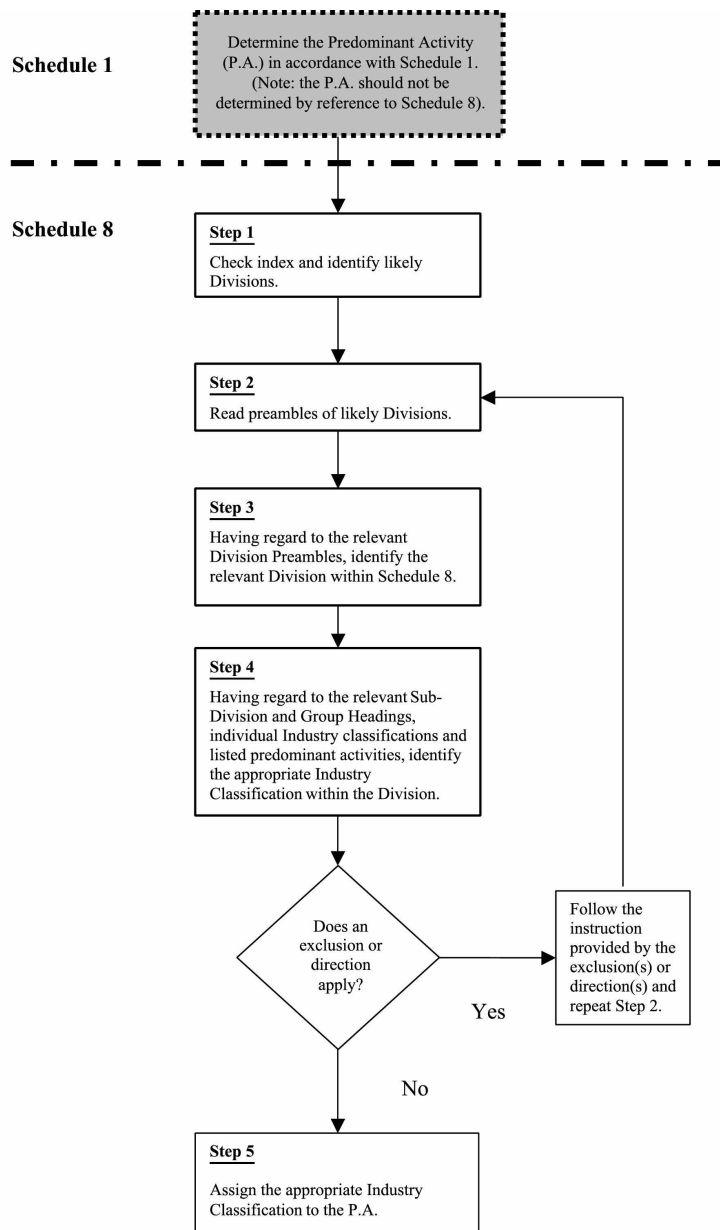 Schedule 1
Determine the Predominant Activity
(P.A.) in accordance with Schedule 1.
(Note: the P.A. should not be
determined by reference to Schedule 8).
Schedule 8
Step 1
Check index and identify likely
Divisions.
Step 2
Read preambles of likely Divisions.
Step 3
Having regard to the relevant
Division Preambles, identify the
relevant Division within Schedule 8.
Step 4
Having regard to the relevant Sub-
Division and Group Headings,
individual Industry classifications and
listed predominant activities, identify
the appropriate Industry
Classification within the Division.
Does an
exclusion or
direction
apply?
Yes
Follow the
instruction
provided by the
exclusion(s) or
direction(s) and
repeat Step 2.
No
Step 5
Assign the appropriate Industry
Classification to the P.A.